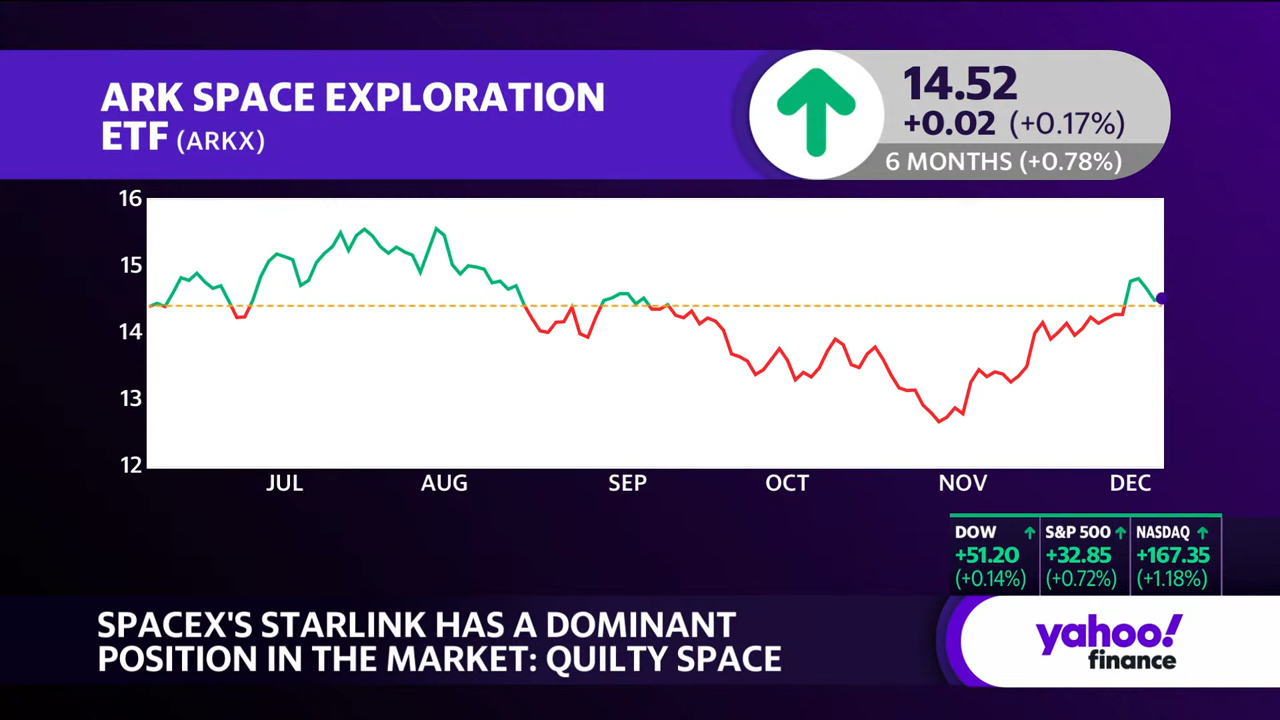 ARK SPACE EXPLORATION
ETF (ARKX)
14.52
+0.02 (+0.17%)
6 MONTHS (+0.78%)
16
15
14
13
12
JUL AUG SEP OCT NOV DEC
DOW S&P 500 NASDAQ
+51.20 +32.85 +167.35
(+0.14%) (+0.72%) (+1.18%)
SPACEX'S STARLINK HAS A DOMINANT
POSITION IN THE MARKET: QUILTY SPACE
yahoo!
finance